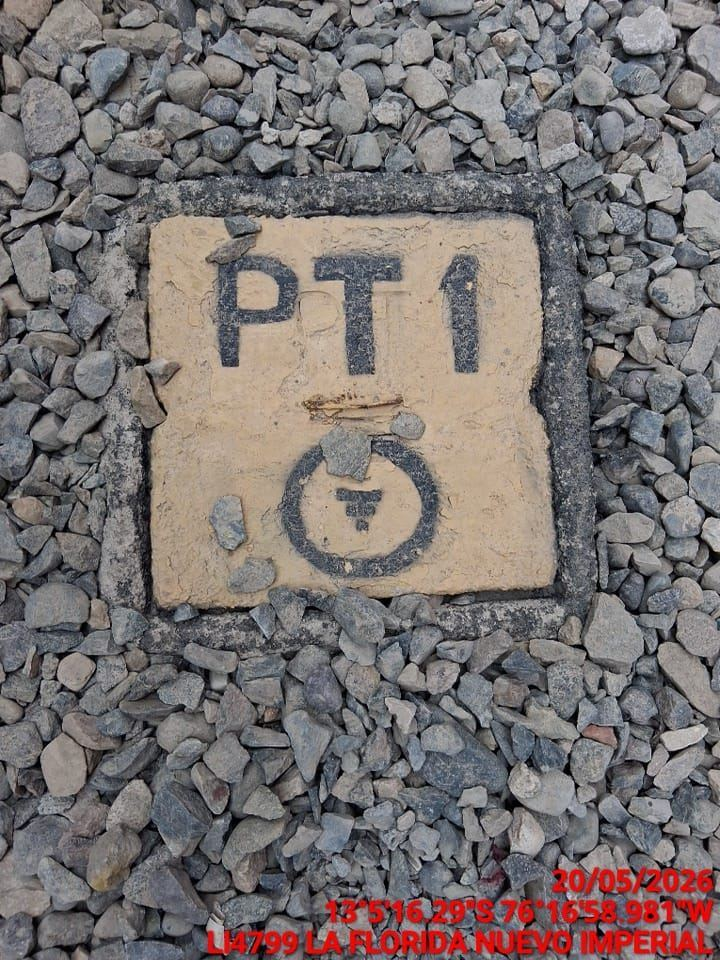 PT1
20/05/2026
13°5'16.29"S 76°16'58.981"W
LI4799 LA FLORIDA NUEVO IMPERIAL